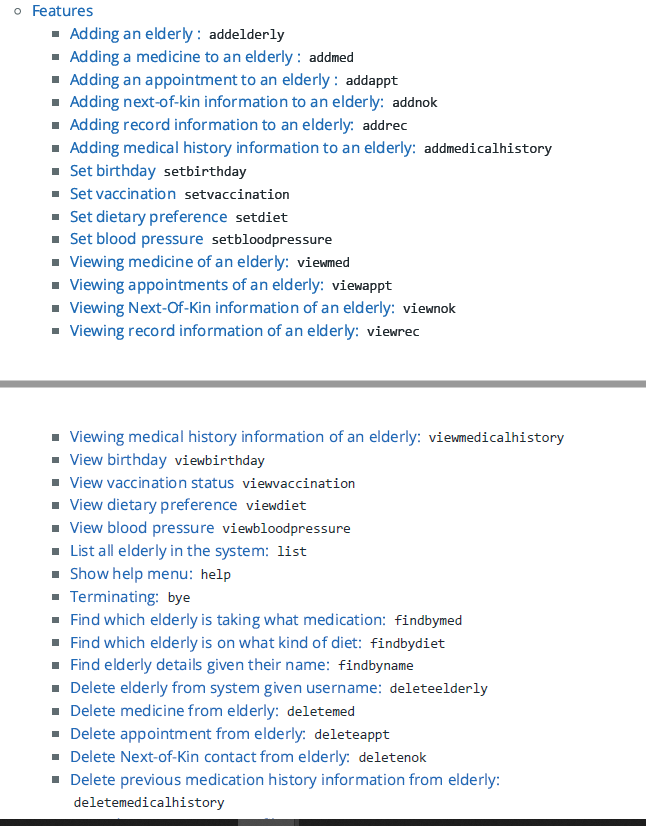 Features
Adding an elderly : addelderly
Adding a medicine to an elderly : addmed
Adding an appointment to an elderly : addappt
Adding next-of-kin information to an elderly: addnok
Adding record information to an elderly: addrec
Adding medical history information to an elderly: addmedicalhistory
Set birthday setbirthday
Set vaccination setvaccination
Set dietary preference setdiet
Set blood pressure setbloodpressure
Viewing medicine of an elderly: viewmed
Viewing appointments of an elderly: viewappt
Viewing Next-Of-Kin information of an elderly: viewnok
Viewing record information of an elderly: viewrec
Viewing medical history information of an elderly: viewmedicalhistory
View birthday viewbirthday
View vaccination status viewvaccination
View dietary preference viewdiet
View blood pressure viewbloodpressure
List all elderly in the system: list
Show help menu: help
Terminating: bye
Find which elderly is taking what medication: findbymed
Find which elderly is on what kind of diet: findbydiet
Find elderly details given their name: findbyname
Delete elderly from system given username: deleteelderly
Delete medicine from elderly: deletemed
Delete appointment from elderly: deleteappt
Delete Next-of-Kin contact from elderly: deletenok
Delete previous medication history information from elderly:
deletemedicalhistory